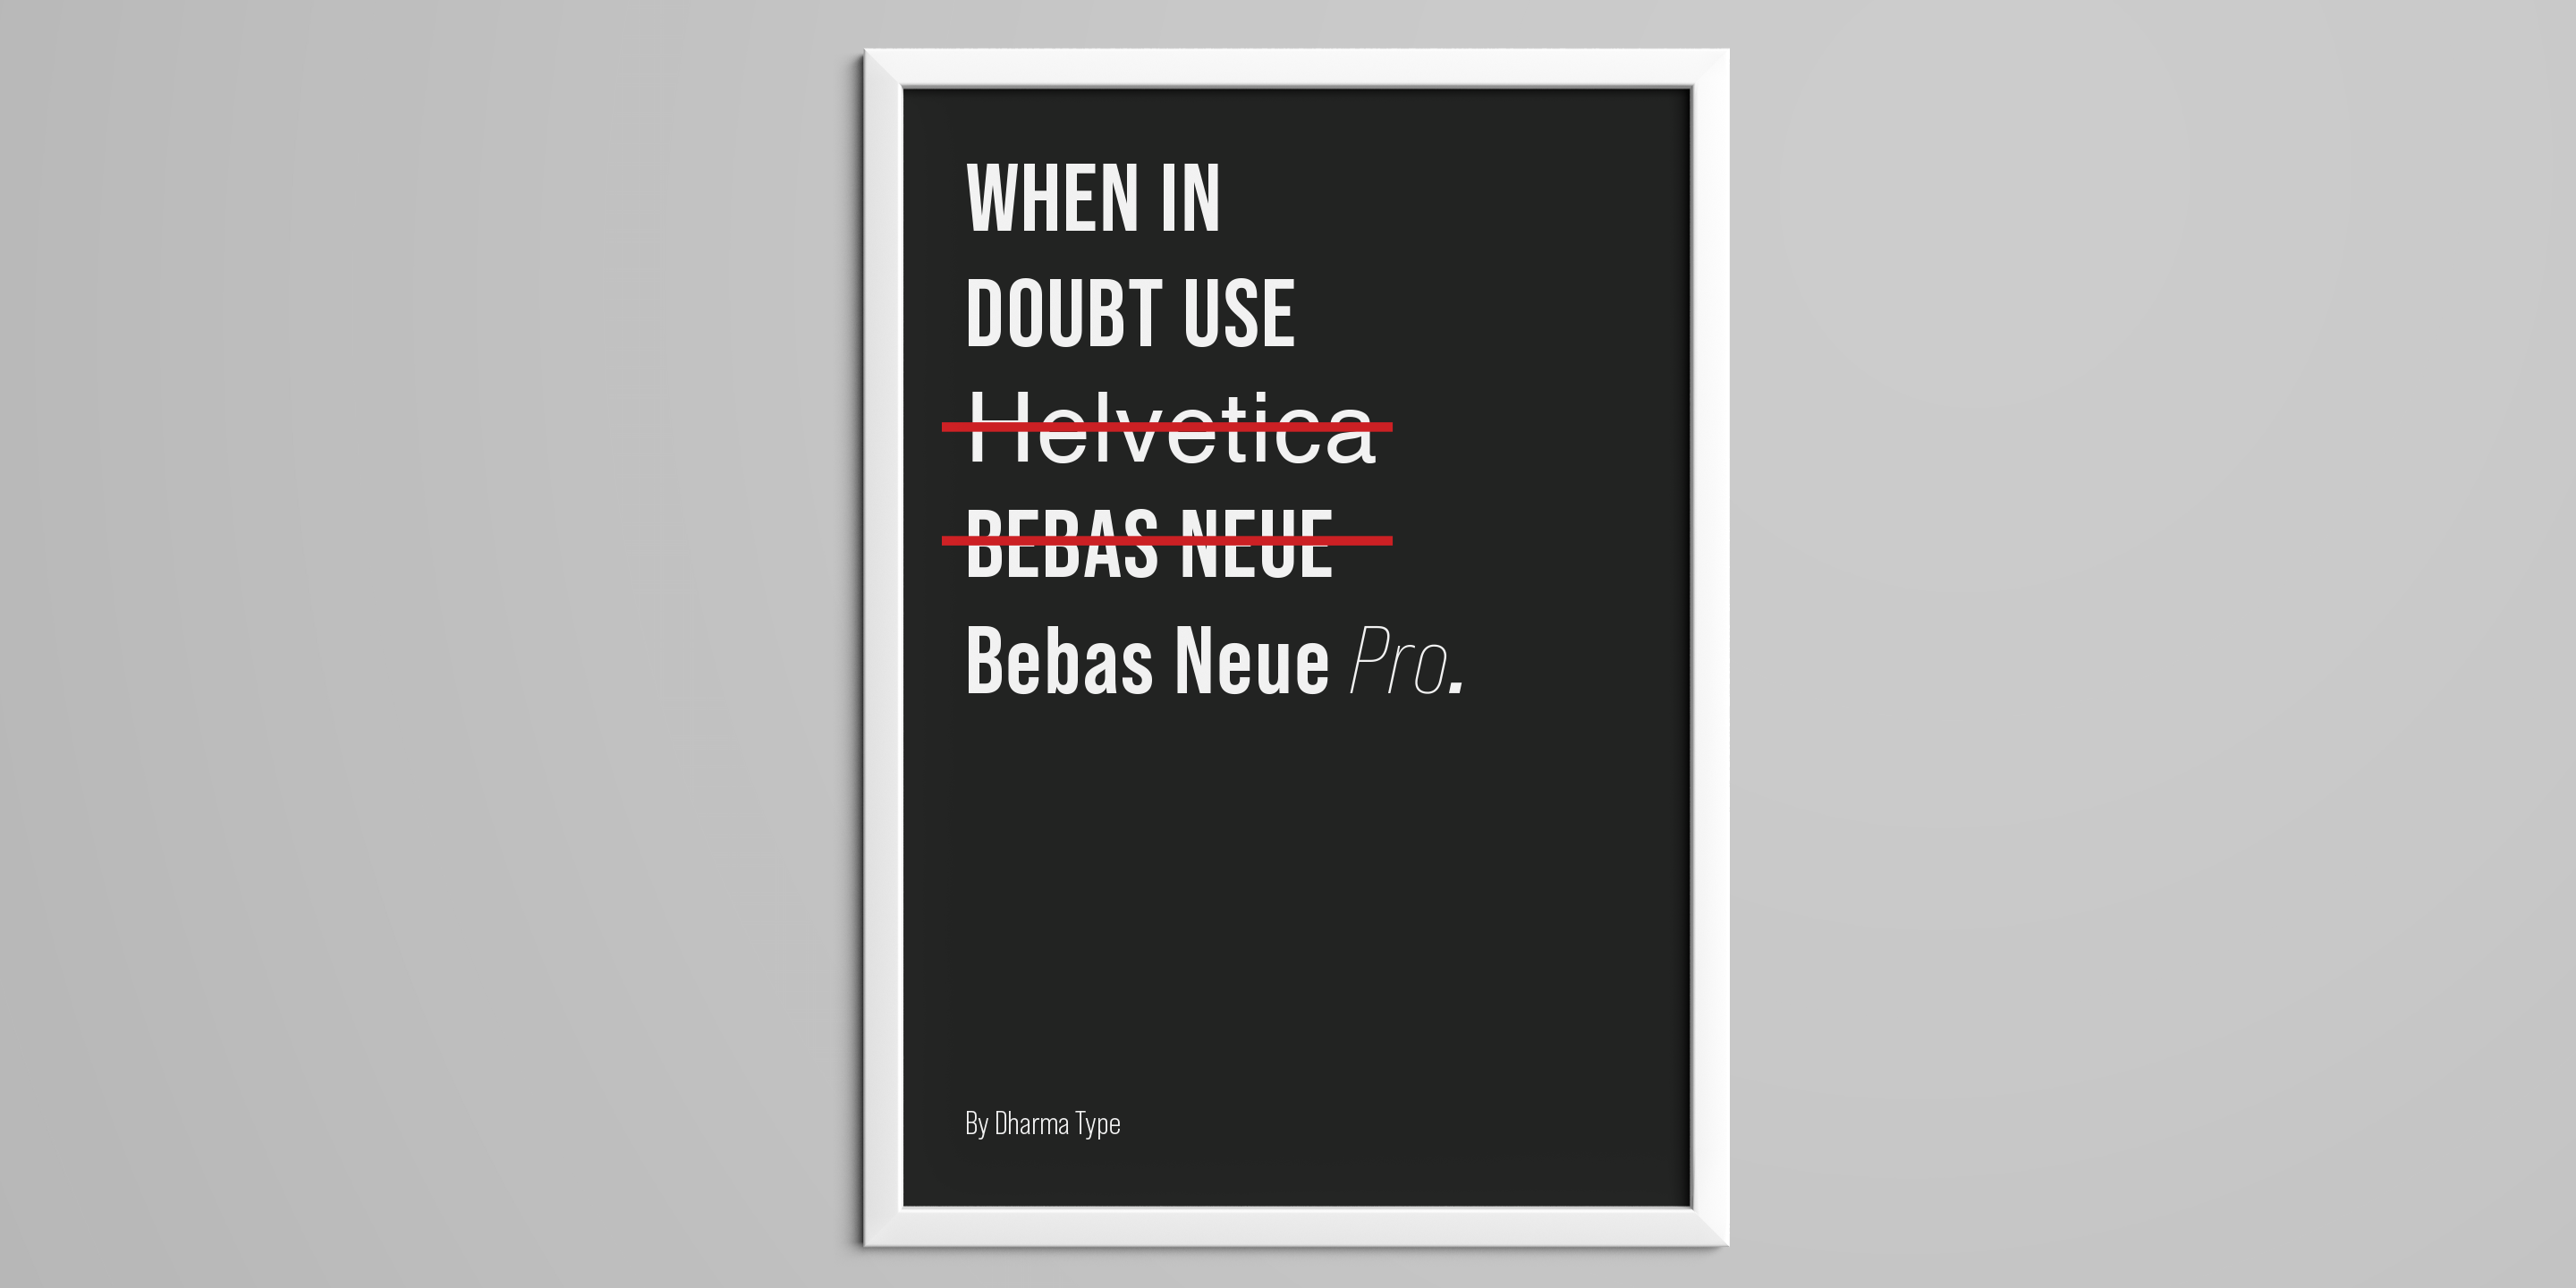 WHEN IN
DOUBT USE
Helvetica
BEBAS NEUE
Bebas Neue Pro.
By Dharma Type